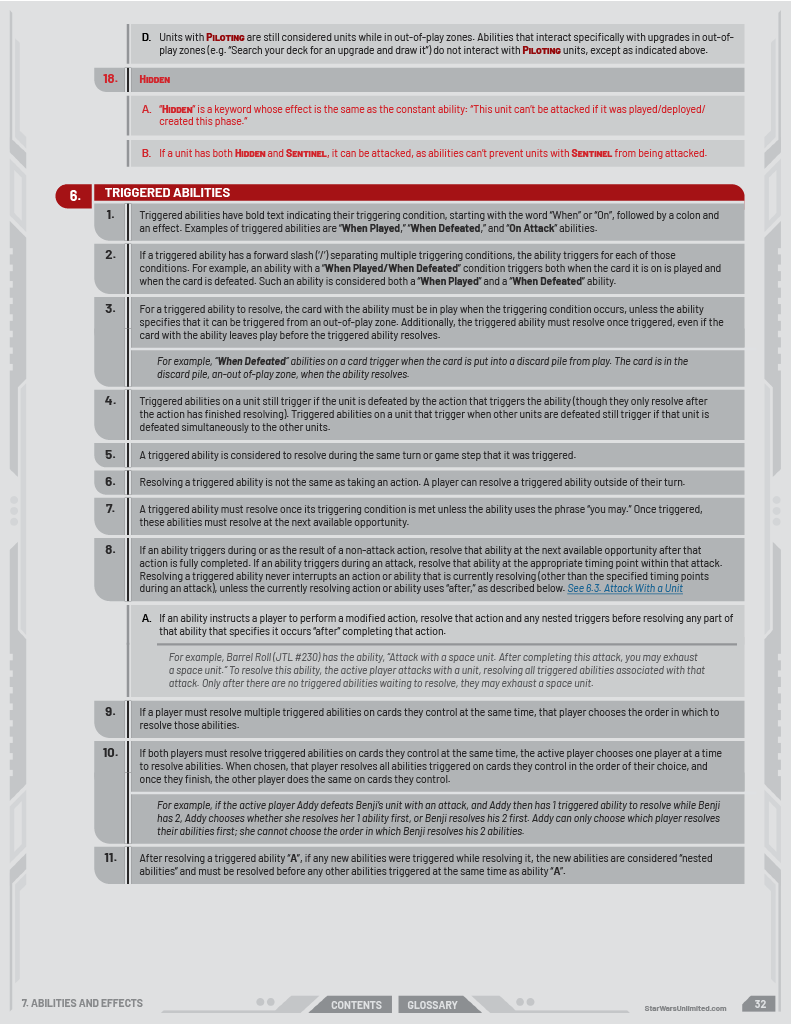 D. Units with PILOTING are still considered units while in out-of-play zones. Abilities that interact specifically with upgrades in out-of-
play zones (e.g. “Search your deck for an upgrade and draw it”) do not interact with PILOTING units, except as indicated above.
18. HIDDEN
A. “HIDDEN” is a keyword whose effect is the same as the constant ability: “This unit can’t be attacked if it was played/deployed/
created this phase.”
B. If a unit has both HIDDEN and SENTINEL, it can be attacked, as abilities can’t prevent units with SENTINEL from being attacked.
6. TRIGGERED ABILITIES
1. Triggered abilities have bold text indicating their triggering condition, starting with the word “When” or “On”, followed by a colon and
an effect. Examples of triggered abilities are “When Played,” “When Defeated,” and “On Attack” abilities.
2. If a triggered ability has a forward slash (‘/’) separating multiple triggering conditions, the ability triggers for each of those
conditions. For example, an ability with a “When Played/When Defeated” condition triggers both when the card it is on is played and
when the card is defeated. Such an ability is considered both a “When Played” and a “When Defeated” ability.
3. For a triggered ability to resolve, the card with the ability must be in play when the triggering condition occurs, unless the ability
specifies that it can be triggered from an out-of-play zone. Additionally, the triggered ability must resolve once triggered, even if the
card with the ability leaves play before the triggered ability resolves.
For example, “When Defeated” abilities on a card trigger when the card is put into a discard pile from play. The card is in the
discard pile, an-out of-play zone, when the ability resolves.
4. Triggered abilities on a unit still trigger if the unit is defeated by the action that triggers the ability (though they only resolve after
the action has finished resolving). Triggered abilities on a unit that trigger when other units are defeated still trigger if that unit is
defeated simultaneously to the other units.
5. A triggered ability is considered to resolve during the same turn or game step that it was triggered.
6. Resolving a triggered ability is not the same as taking an action. A player can resolve a triggered ability outside of their turn.
7. A triggered ability must resolve once its triggering condition is met unless the ability uses the phrase “you may.” Once triggered,
these abilities must resolve at the next available opportunity.
8. If an ability triggers during or as the result of a non-attack action, resolve that ability at the next available opportunity after that
action is fully completed. If an ability triggers during an attack, resolve that ability at the appropriate timing point within that attack.
Resolving a triggered ability never interrupts an action or ability that is currently resolving (other than the specified timing points
during an attack), unless the currently resolving action or ability uses “after,” as described below. See 6.3. Attack With a Unit
A. If an ability instructs a player to perform a modified action, resolve that action and any nested triggers before resolving any part of
that ability that specifies it occurs “after” completing that action.
For example, Barrel Roll (JTL #230) has the ability, “Attack with a space unit. After completing this attack, you may exhaust
a space unit.” To resolve this ability, the active player attacks with a unit, resolving all triggered abilities associated with that
attack. Only after there are no triggered abilities waiting to resolve, they may exhaust a space unit.
9. If a player must resolve multiple triggered abilities on cards they control at the same time, that player chooses the order in which to
resolve those abilities.
10. If both players must resolve triggered abilities on cards they control at the same time, the active player chooses one player at a time
to resolve abilities. When chosen, that player resolves all abilities triggered on cards they control in the order of their choice, and
once they finish, the other player does the same on cards they control.
For example, if the active player Addy defeats Benji’s unit with an attack, and Addy then has 1 triggered ability to resolve while Benji
has 2, Addy chooses whether she resolves her 1 ability first, or Benji resolves his 2 first. Addy can only choose which player resolves
their abilities first; she cannot choose the order in which Benji resolves his 2 abilities.
11. After resolving a triggered ability “A”, if any new abilities were triggered while resolving it, the new abilities are considered “nested
abilities” and must be resolved before any other abilities triggered at the same time as ability “A”.
7. ABILITIES AND EFFECTS
CONTENTS
GLOSSARY
StarWarsUnlimited.com
32